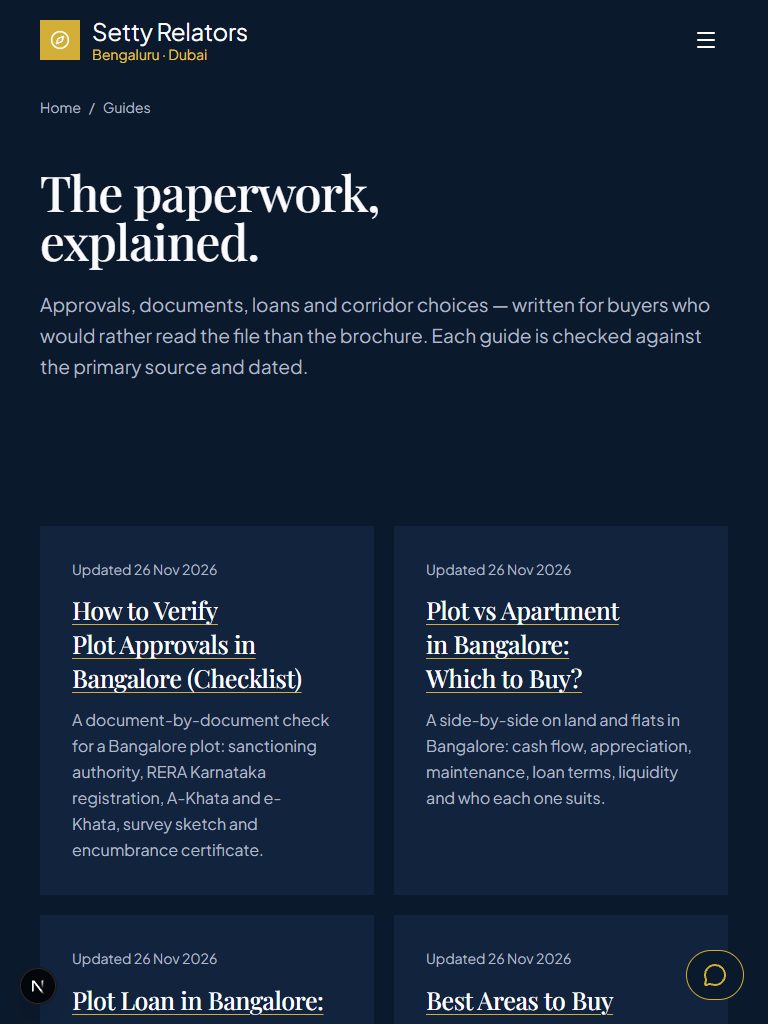 Setty Relators
Bengaluru · Dubai
Home / Guides
The paperwork,
explained.
Approvals, documents, loans and corridor choices — written for buyers who
would rather read the file than the brochure. Each guide is checked against
the primary source and dated.
Updated 26 Nov 2026
How to Verify
Plot Approvals in
Bangalore (Checklist)
A document-by-document check
for a Bangalore plot: sanctioning
authority, RERA Karnataka
registration, A-Khata and e-
Khata, survey sketch and
encumbrance certificate.
Updated 26 Nov 2026
Plot vs Apartment
in Bangalore:
Which to Buy?
A side-by-side on land and flats in
Bangalore: cash flow, appreciation,
maintenance, loan terms, liquidity
and who each one suits.
Updated 26 Nov 2026
Plot Loan in Bangalore:
Updated 26 Nov 2026
Best Areas to Buy
N